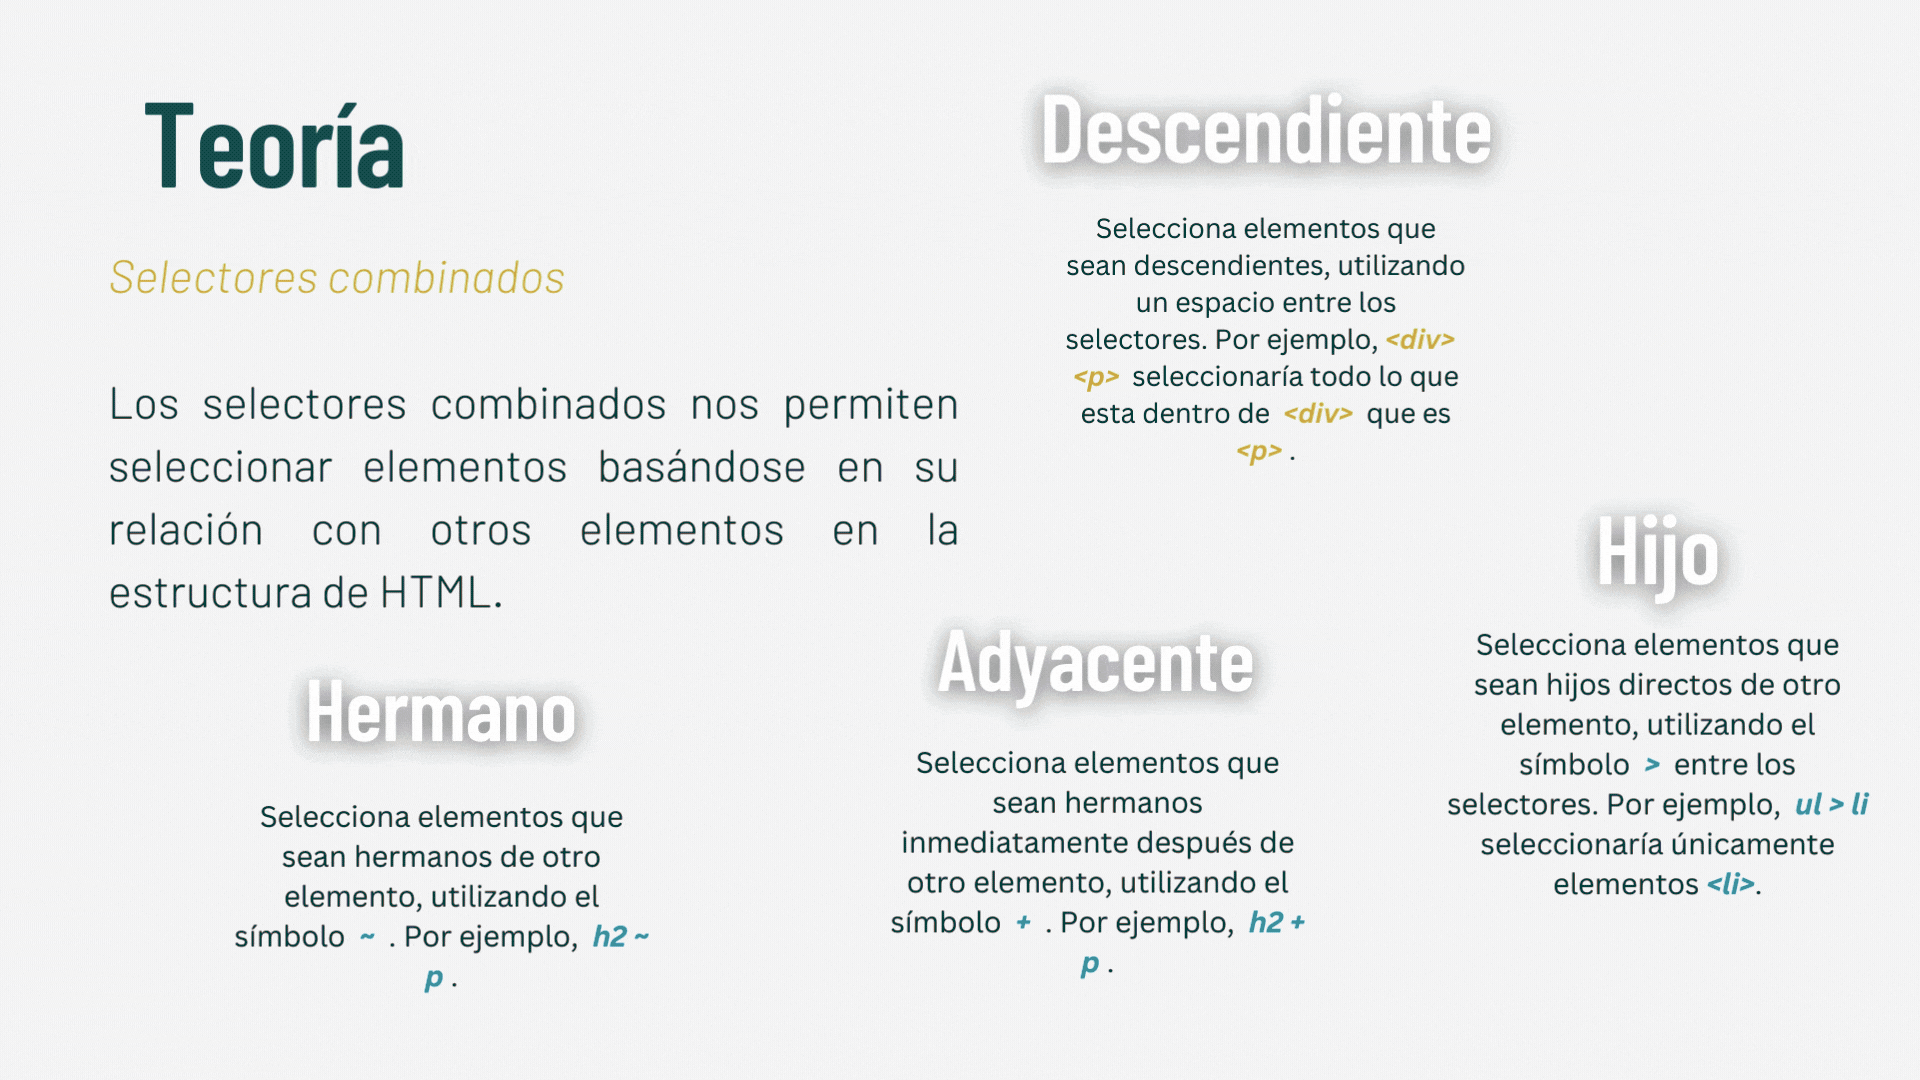 Teoría
Selectores combinados
Los selectores combinados nos permiten
seleccionar elementos basándose en su
relación con otros elementos en la
estructura de HTML.
Descendiente
Selecciona elementos que
sean descendientes, utilizando
un espacio entre los
selectores. Por ejemplo, <div>
<p> seleccionaría todo lo que
esta dentro de <div> que es
<p> .
Hijo
Selecciona elementos que
sean hijos directos de otro
elemento, utilizando el
símbolo > entre los
selectores. Por ejemplo, ul > li
seleccionaría únicamente
elementos <li>.
Adyacente
Selecciona elementos que
sean hermanos
inmediatamente después de
otro elemento, utilizando el
símbolo + . Por ejemplo, h2 +
p .
Hermano
Selecciona elementos que
sean hermanos de otro
elemento, utilizando el
símbolo ~ . Por ejemplo, h2 ~
p .